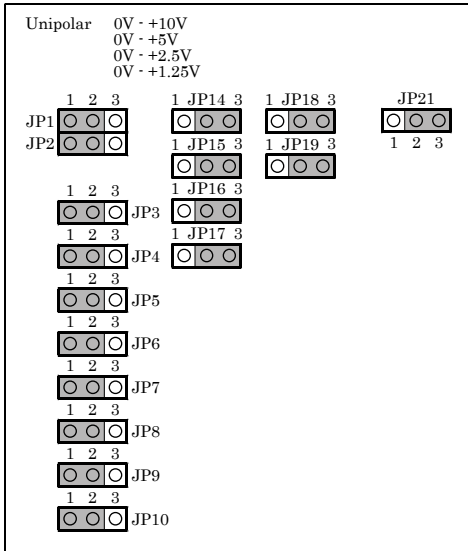 Unipolar 0V - +10V
0V - +5V
0V - +2.5V
0V - +1.25V
1 2 3 1 JP14 3 1 JP18 3 JP21
JP1
JP2 1 JP15 3 1 JP19 3 1 2 3
1 2 3 1 JP16 3
JP3
1 2 3 1 JP17 3
JP4
1 2 3
JP5
1 2 3
JP6
1 2 3
JP7
1 2 3
JP8
1 2 3
JP9
1 2 3
JP10